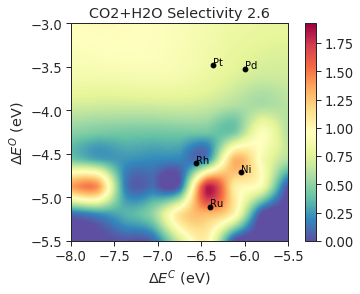 CO2+H2O Selectivity 2.6
−3.0
−3.5
−4.0
−4.5
−5.0
−5.5
ΔE^O (eV)
Pt
Pd
Rh
Ni
Ru
−8.0 −7.5 −7.0 −6.5 −6.0 −5.5
ΔE^C (eV)
1.75
1.50
1.25
1.00
0.75
0.50
0.25
0.00